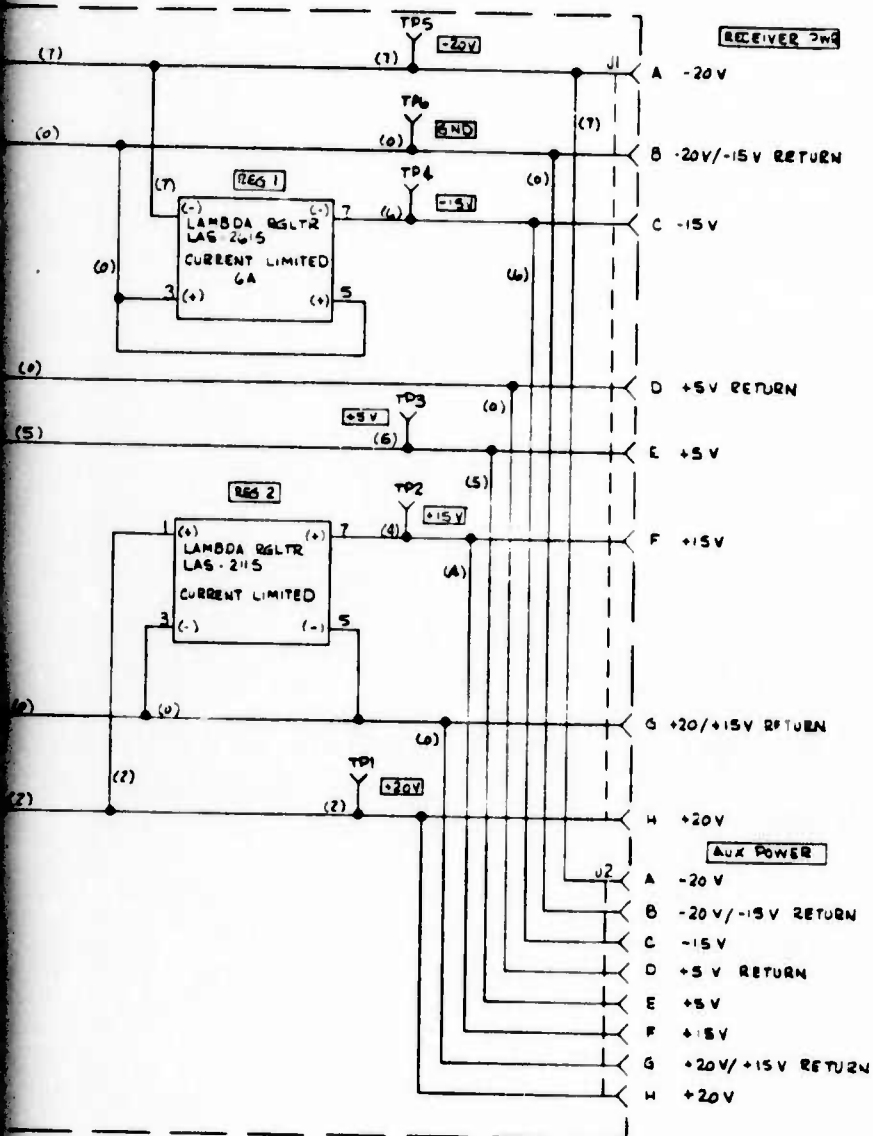 TP5
-20V
RECEIVER PWR
(7)
(7)
J1
A -20 V
TP6
(7)
GND
(0)
(0)
B -20V/-15V RETURN
REG 1
TP4
(0)
(7)
-15V
(-) (-) 7 (6)
C -15V
LAMBDA RGLTR
LAS-2615
(0)
CURRENT LIMITED
6A
(6)
3 (+) (+) 5
(0)
D +5V RETURN
TP3
(0)
+5V
(5)
(6)
E +5V
REG 2
TP2
(5)
+15V
1 (+) (+) 7 (4)
F +15V
LAMBDA RGLTR
LAS-2115
(4)
CURRENT LIMITED
3 (-) (-) 5
(0)
(0)
G +20/+15V RETURN
(0)
TP1
(2)
+20V
(2)
(2)
H +20V
AUX POWER
J2
A -20V
B -20V/-15V RETURN
C -15V
D +5V RETURN
E +5V
F +15V
G +20V/+15V RETURN
H +20V